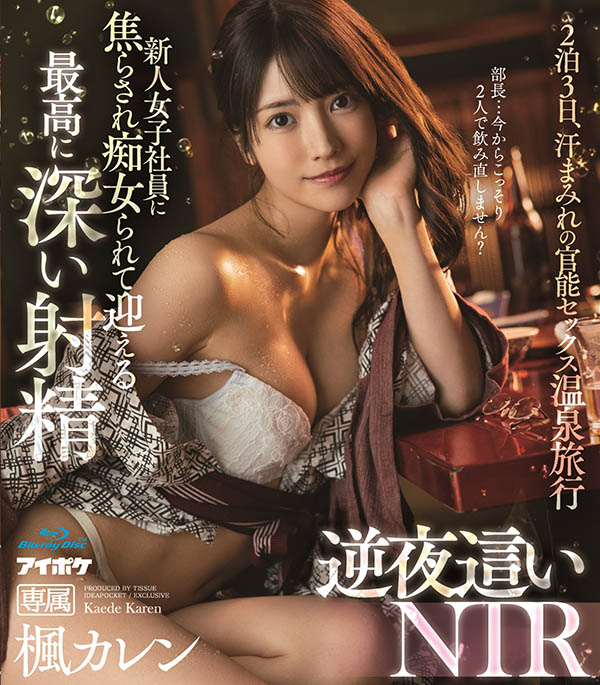 2泊3日、汗まみれの官能セックス温泉旅行
部長…今からこっそり
2人で飲み直しません?
新人女子社員に
焦らされ痴女られて迎える
最高に深い射精
逆夜這い
NTR
Blu-ray Disc
アイポケ
専属
PRODUCED BY TISSUE
IDEAPOCKET / EXCLUSIVE
Kaede Karen
楓カレン